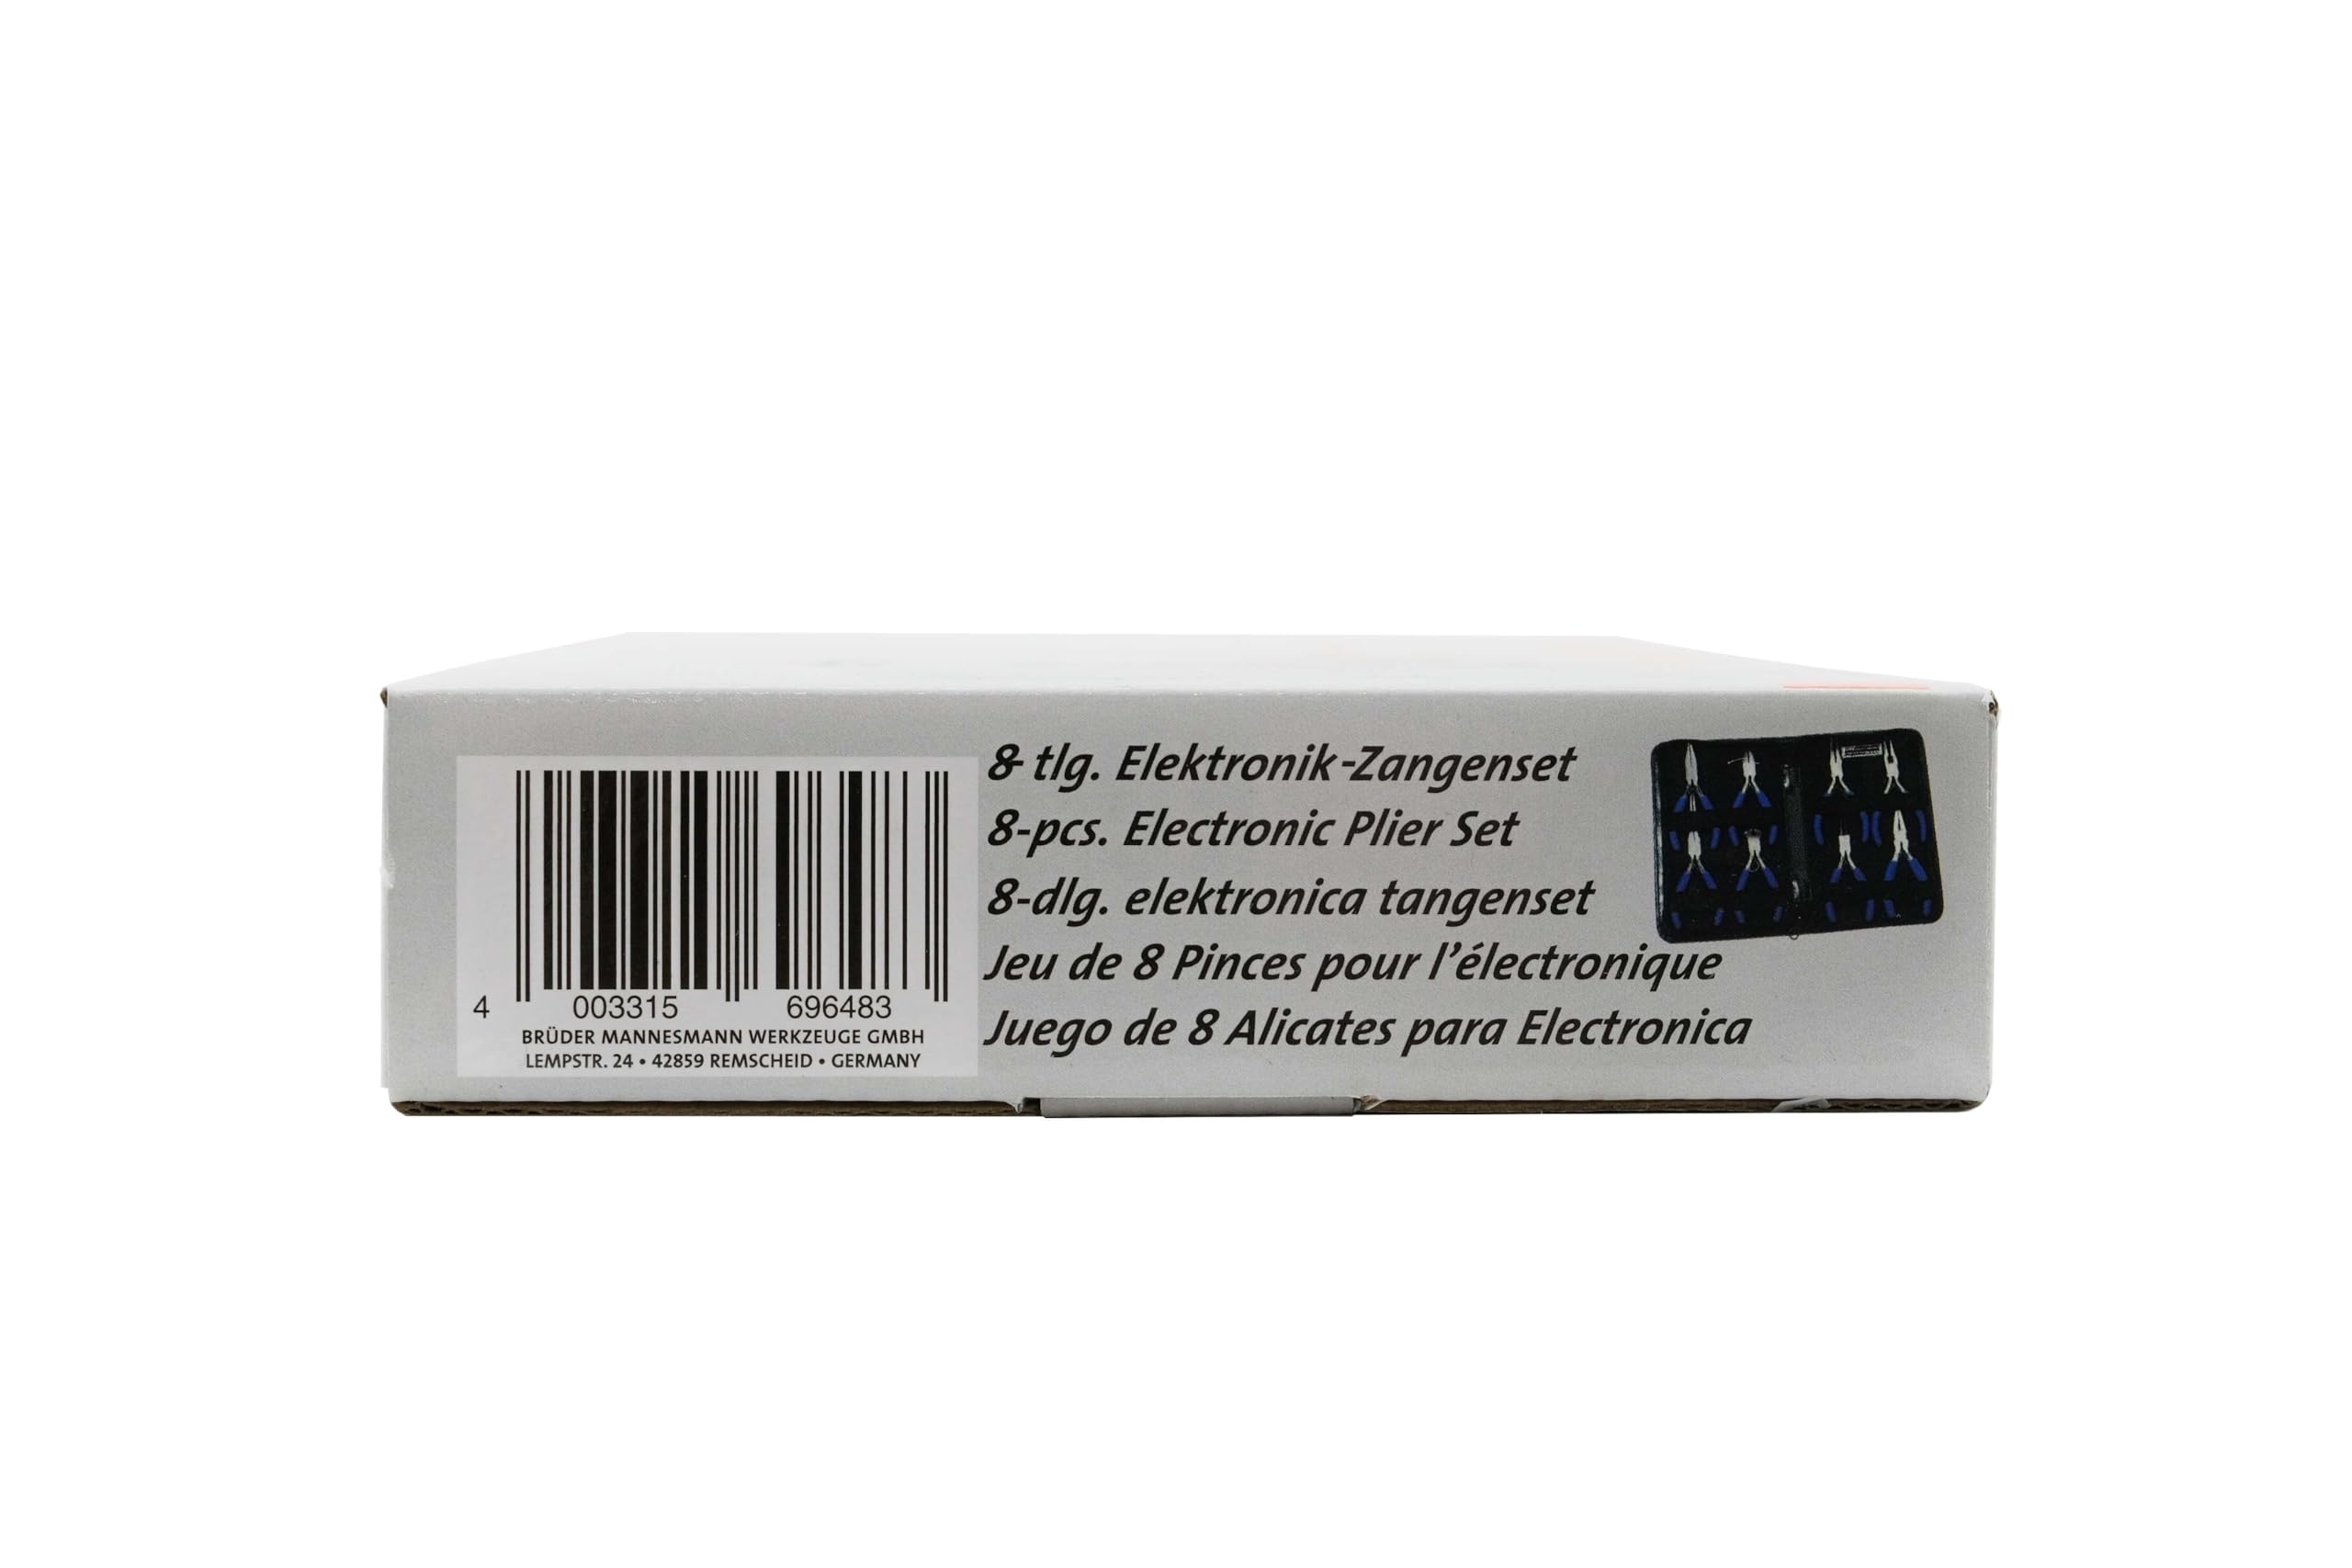 4 003315 696483
BRÜDER MANNESMANN WERKZEUGE GMBH
LEMPSTR. 24 • 42859 REMSCHEID • GERMANY
8- tlg. Elektronik-Zangenset
8-pcs. Electronic Plier Set
8-dlg. elektronica tangenset
Jeu de 8 Pinces pour l'électronique
Juego de 8 Alicates para Electronica